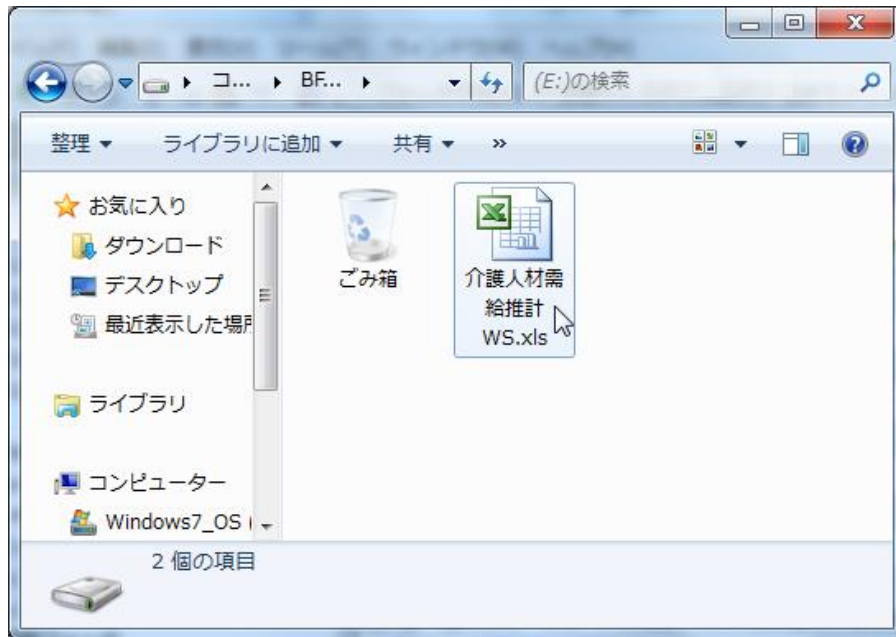 コ... BF... (E:)の検索
整理 ライブラリに追加 共有 »
お気に入り
ダウンロード
デスクトップ
最近表示した場所
ライブラリ
コンピューター
Windows7_OS (
ごみ箱
介護人材需
給推計
WS.xls
2 個の項目